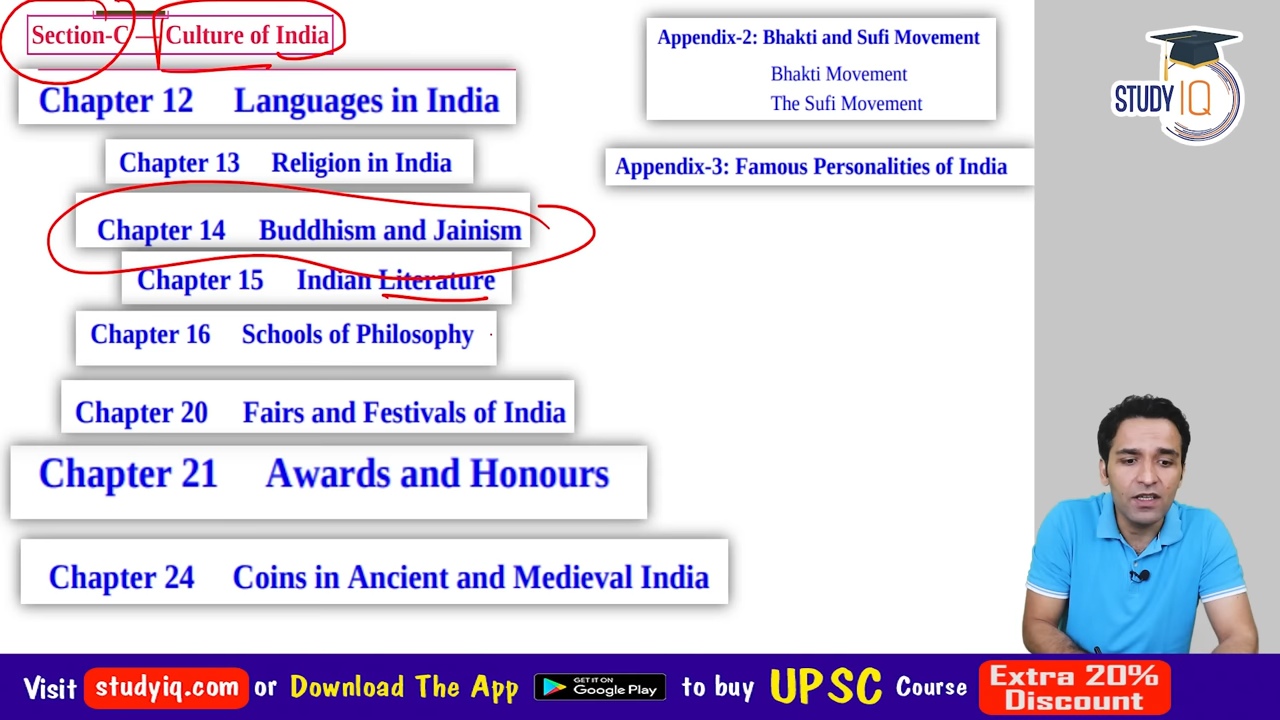 Section-C — Culture of India
Chapter 12 Languages in India
Chapter 13 Religion in India
Chapter 14 Buddhism and Jainism
Chapter 15 Indian Literature
Chapter 16 Schools of Philosophy
Chapter 20 Fairs and Festivals of India
Chapter 21 Awards and Honours
Chapter 24 Coins in Ancient and Medieval India
Appendix-2: Bhakti and Sufi Movement
Bhakti Movement
The Sufi Movement
Appendix-3: Famous Personalities of India
STUDY IQ
Visit studyiq.com or Download The App GET IT ON Google Play to buy UPSC Course Extra 20% Discount